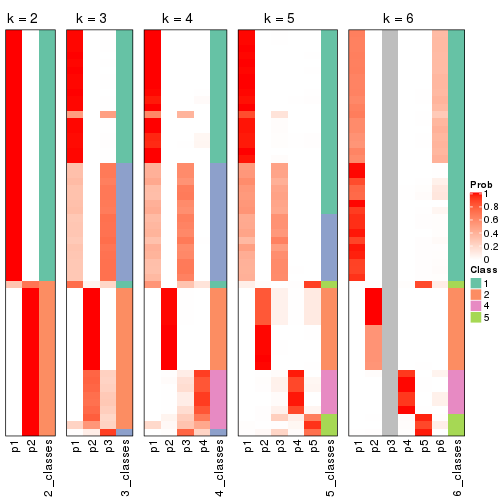 k = 2
k = 3
k = 4
k = 5
k = 6
Prob
1
0.8
0.6
0.4
0.2
0
Class
1
2
4
5
p1
p2
2_classes
p1
p2
p3
3_classes
p1
p2
p3
p4
4_classes
p1
p2
p3
p4
p5
5_classes
p1
p2
p3
p4
p5
p6
6_classes